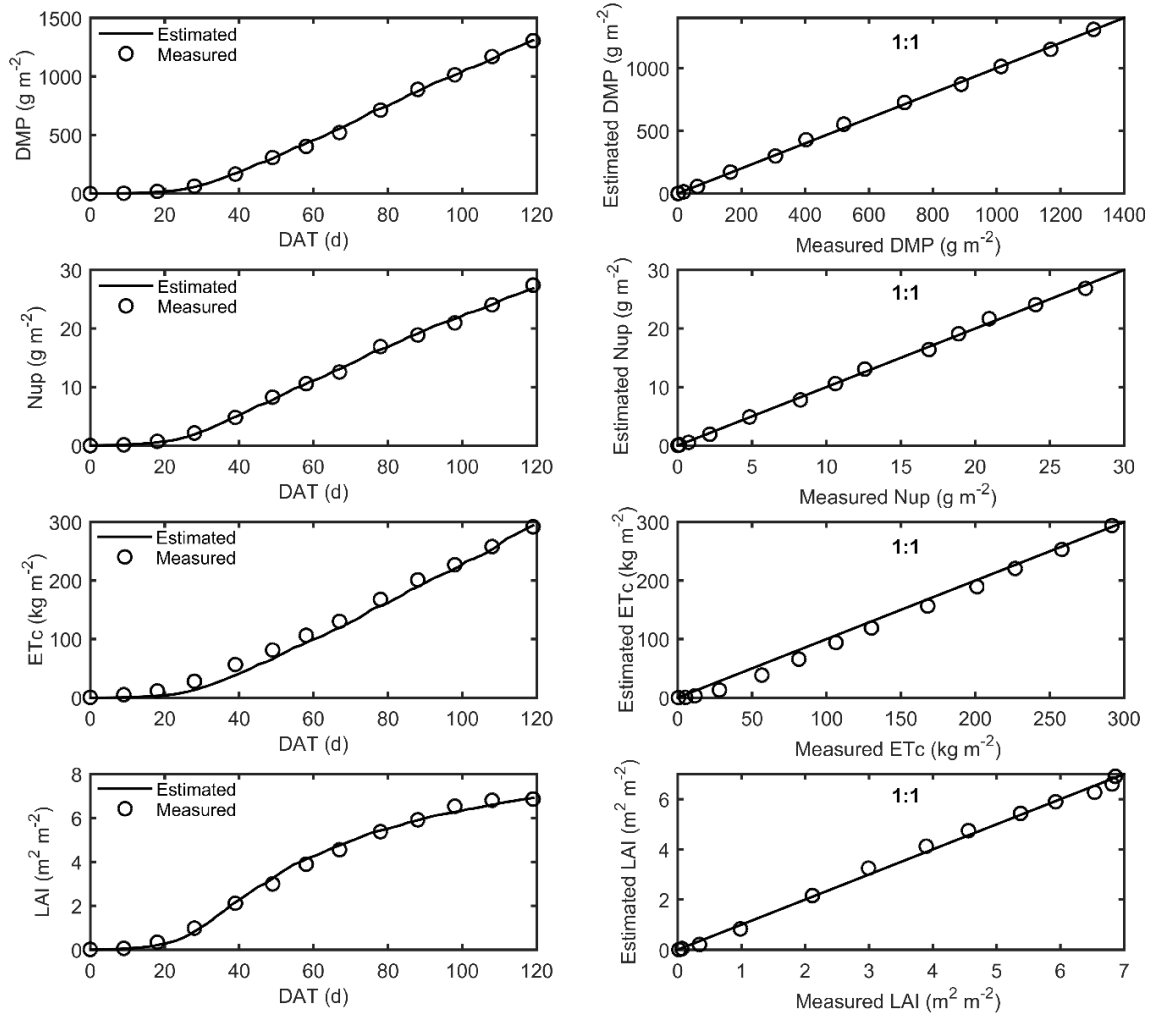 1500
1000
500
0
DMP (g m⁻²)
Estimated
Measured
0 20 40 60 80 100 120
DAT (d)
1000
500
0
Estimated DMP (g m⁻²)
1:1
200 400 600 800 1000 1200 1400
Measured DMP (g m⁻²)
30
20
10
0
Nup (g m⁻²)
Estimated
Measured
0 20 40 60 80 100 120
DAT (d)
30
20
10
0
Estimated Nup (g m⁻²)
1:1
5 10 15 20 25 30
Measured Nup (g m⁻²)
300
200
100
0
ETc (kg m⁻²)
Estimated
Measured
0 20 40 60 80 100 120
DAT (d)
300
200
100
0
Estimated ETc (kg m⁻²)
1:1
50 100 150 200 250 300
Measured ETc (kg m⁻²)
8
6
4
2
0
LAI (m² m⁻²)
Estimated
Measured
0 20 40 60 80 100 120
DAT (d)
6
4
2
0
Estimated LAI (m² m⁻²)
1:1
0 1 2 3 4 5 6 7
Measured LAI (m² m⁻²)